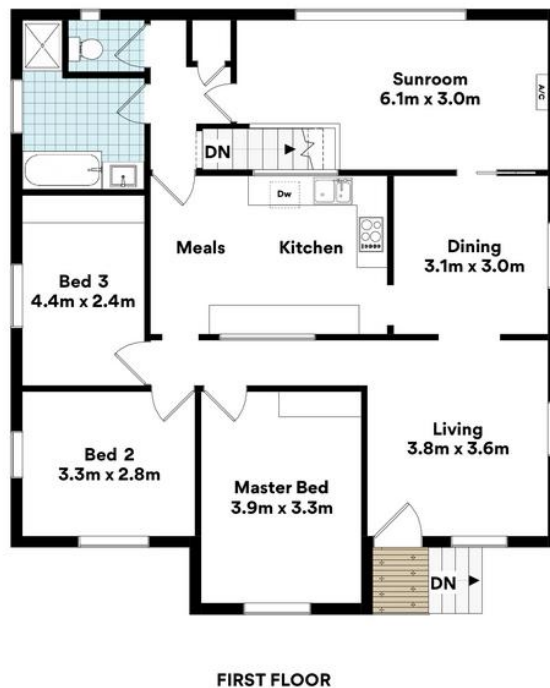 Sunroom
6.1m x 3.0m
A/C
DN
Dw
Meals
Kitchen
Dining
3.1m x 3.0m
Bed 3
4.4m x 2.4m
Living
3.8m x 3.6m
Bed 2
3.3m x 2.8m
Master Bed
3.9m x 3.3m
DN
FIRST FLOOR